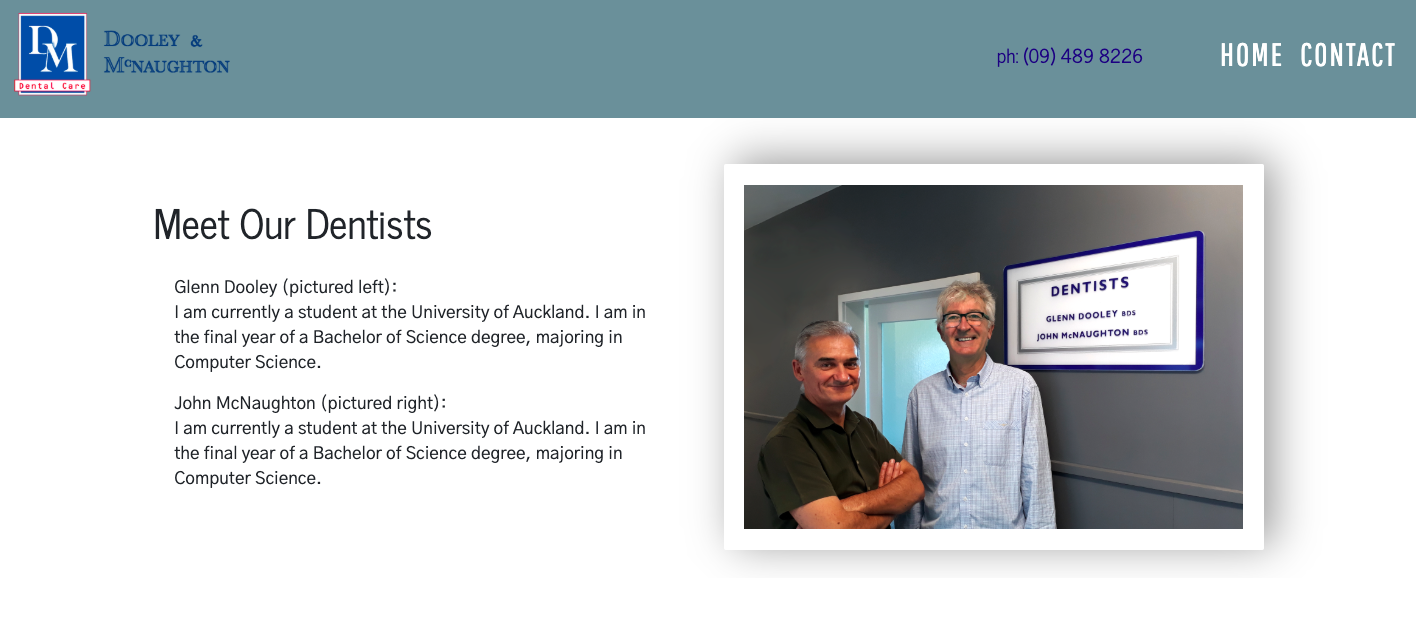 DM
Dental Care
DOOLEY &
McNAUGHTON
ph: (09) 489 8226
HOME CONTACT
Meet Our Dentists
Glenn Dooley (pictured left):
I am currently a student at the University of Auckland. I am in
the final year of a Bachelor of Science degree, majoring in
Computer Science.
John McNaughton (pictured right):
I am currently a student at the University of Auckland. I am in
the final year of a Bachelor of Science degree, majoring in
Computer Science.
DENTISTS
GLENN DOOLEY BDS
JOHN McNAUGHTON BDS